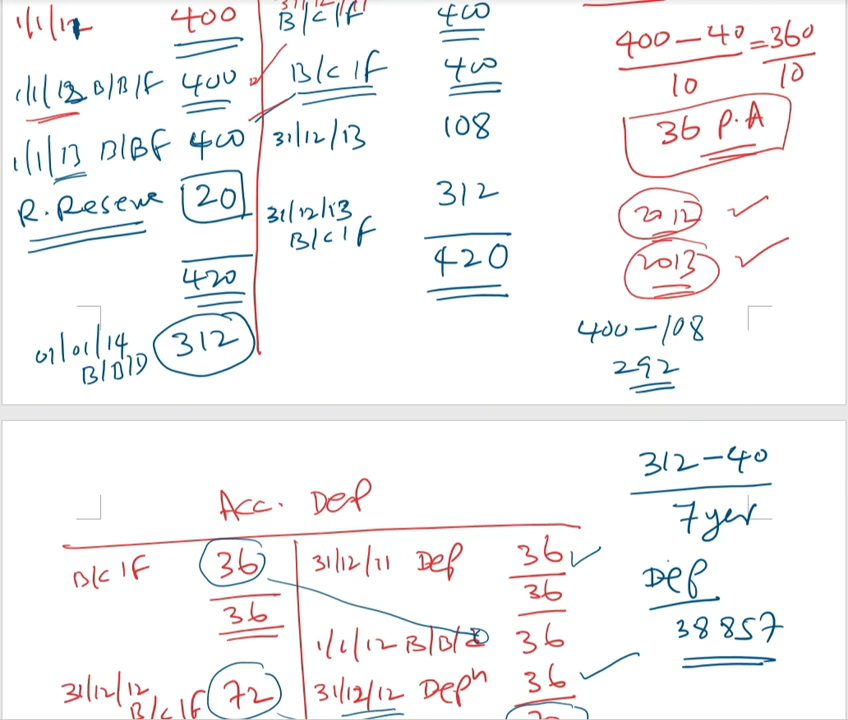 1/1/12 400 B/C/F 400
1/1/13 B/B/F 400 B/C/F 400
1/1/13 B/BF 400 31/12/13 108
R. Reserve 20 31/12/13 B/C/F 312
420 420
01/01/14 B/B/D 312
400-40 = 360
10 10
36 P.A
2012
2013
400-108
292
Acc. Dep
B/C/F 36 31/12/11 Dep 36
36 36
1/1/12 B/B/D 36
31/12/12 B/C/F 72 31/12/12 Deph 36
312-40
7 yer
Dep
38857